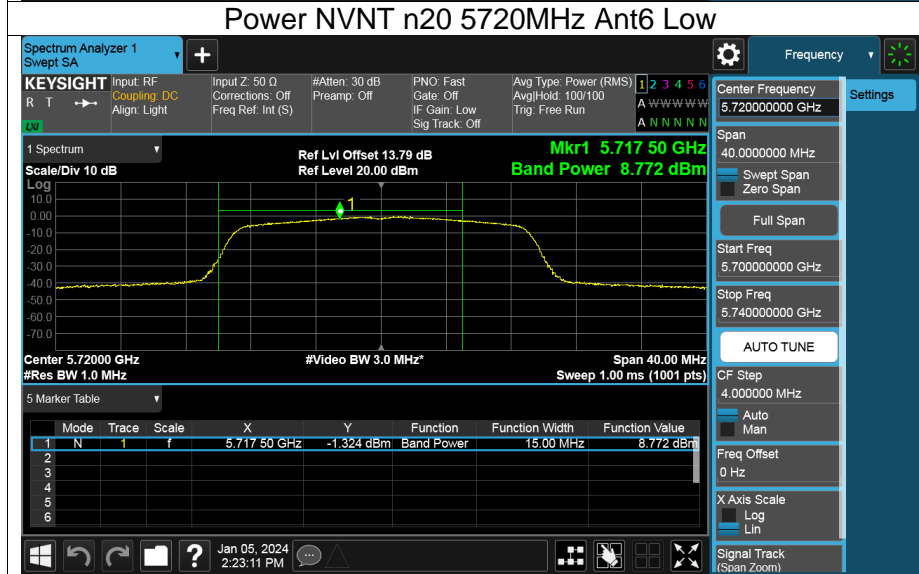 Power NVNT n20 5720MHz Ant6 Low
Spectrum Analyzer 1
Swept SA
+
Frequency
KEYSIGHT Input: RF Input Z: 50 Ω #Atten: 30 dB PNO: Fast Avg Type: Power (RMS) 1 2 3 4 5 6
R T Coupling: DC Corrections: Off Preamp: Off Gate: Off Avg|Hold: 100/100 A W W W W W
Align: Light Freq Ref: Int (S) IF Gain: Low Trig: Free Run
LXI Sig Track: Off A N N N N N
1 Spectrum
Ref Lvl Offset 13.79 dB Mkr1 5.717 50 GHz
Scale/Div 10 dB Ref Level 20.00 dBm Band Power 8.772 dBm
Log
10.0
0.00
-10.0
-20.0
-30.0
-40.0
-50.0
-60.0
-70.0
1
Center 5.72000 GHz #Video BW 3.0 MHz* Span 40.00 MHz
#Res BW 1.0 MHz Sweep 1.00 ms (1001 pts)
5 Marker Table
Mode Trace Scale X Y Function Function Width Function Value
1 N 1 f 5.717 50 GHz -1.324 dBm Band Power 15.00 MHz 8.772 dBm
2
3
4
5
6
?
Jan 05, 2024
2:23:11 PM
Center Frequency
5.720000000 GHz
Settings
Span
40.0000000 MHz
Swept Span
Zero Span
Full Span
Start Freq
5.700000000 GHz
Stop Freq
5.740000000 GHz
AUTO TUNE
CF Step
4.000000 MHz
Auto
Man
Freq Offset
0 Hz
X Axis Scale
Log
Lin
Signal Track
(Span Zoom)